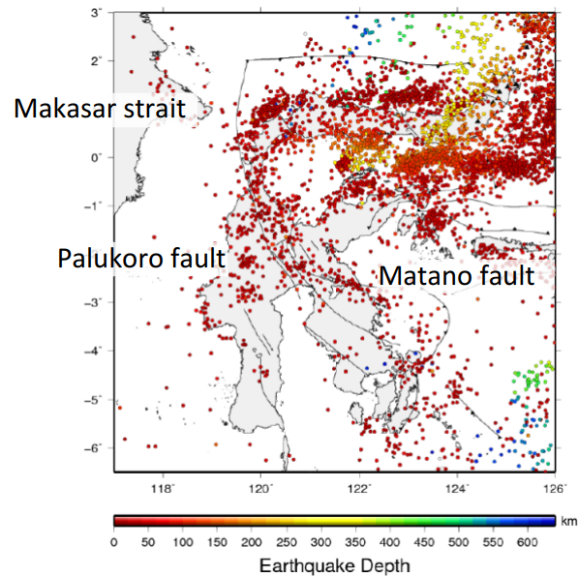 3°
2°
1°
0°
−1°
−2°
−3°
−4°
−5°
−6°
Makasar strait
Palukoro fault
Matano fault
118° 120° 122° 124° 126°
km
0 50 100 150 200 250 300 350 400 450 500 550 600
Earthquake Depth